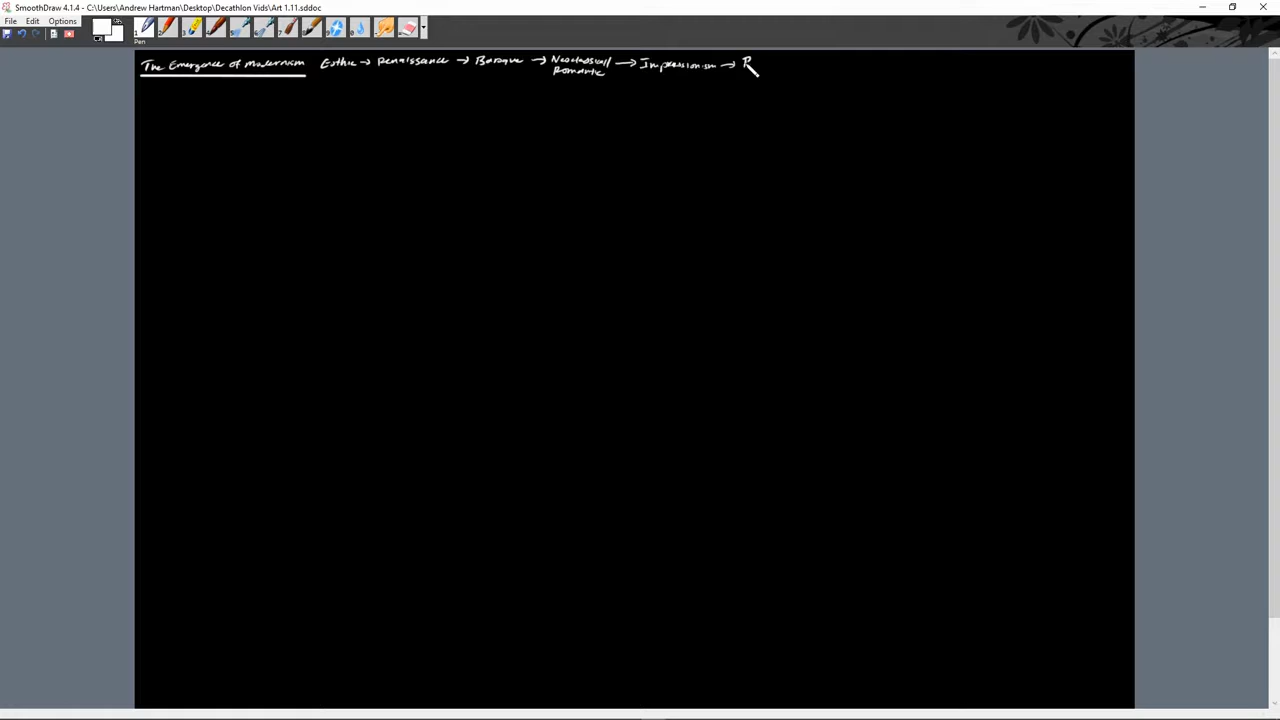 SmoothDraw 4.1.4 - C:\Users\Andrew Hartman\Desktop\Decathlon Vids\Art 1.11.sddoc
File Edit Options
Pen
The Emergence of Modernism Gothic → Renaissance → Baroque → Neoclassical/ → Impressionism → P
Romantic